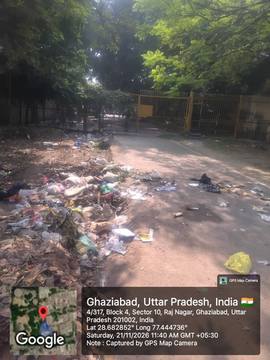 GPS Map Camera
Ghaziabad, Uttar Pradesh, India 🇮🇳
4/317, Block 4, Sector 10, Raj Nagar, Ghaziabad, Uttar
Pradesh 201002, India
Lat 28.682852° Long 77.444736°
Saturday, 21/11/2026 11:40 AM GMT +05:30
Note : Captured by GPS Map Camera
Google